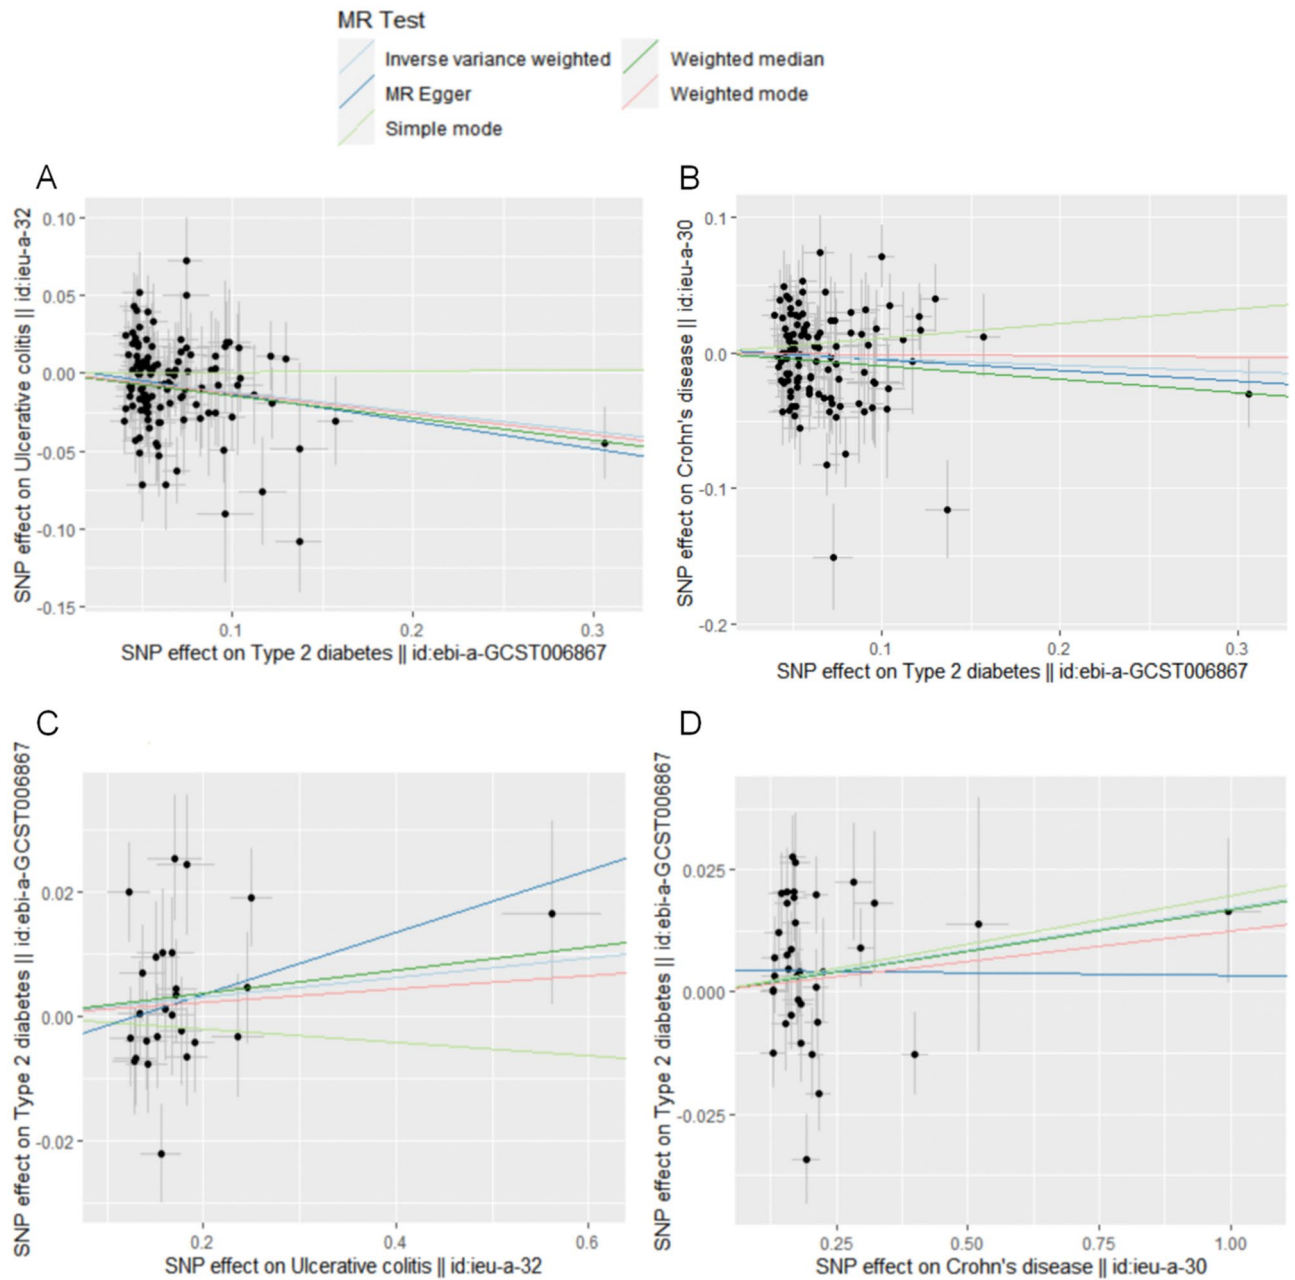 MR Test
Inverse variance weighted
Weighted median
MR Egger
Weighted mode
Simple mode
A
SNP effect on Ulcerative colitis || id:ieu-a-32
0.10
0.05
0.00
-0.05
-0.10
-0.15
0.1
0.2
0.3
SNP effect on Type 2 diabetes || id:ebi-a-GCST006867
B
SNP effect on Crohn's disease || id:ieu-a-30
0.1
0.0
-0.1
-0.2
0.1
0.2
0.3
SNP effect on Type 2 diabetes || id:ebi-a-GCST006867
C
SNP effect on Type 2 diabetes || id:ebi-a-GCST006867
0.02
0.00
-0.02
0.2
0.4
0.6
SNP effect on Ulcerative colitis || id:ieu-a-32
D
SNP effect on Type 2 diabetes || id:ebi-a-GCST006867
0.025
0.000
-0.025
0.25
0.50
0.75
1.00
SNP effect on Crohn's disease || id:ieu-a-30